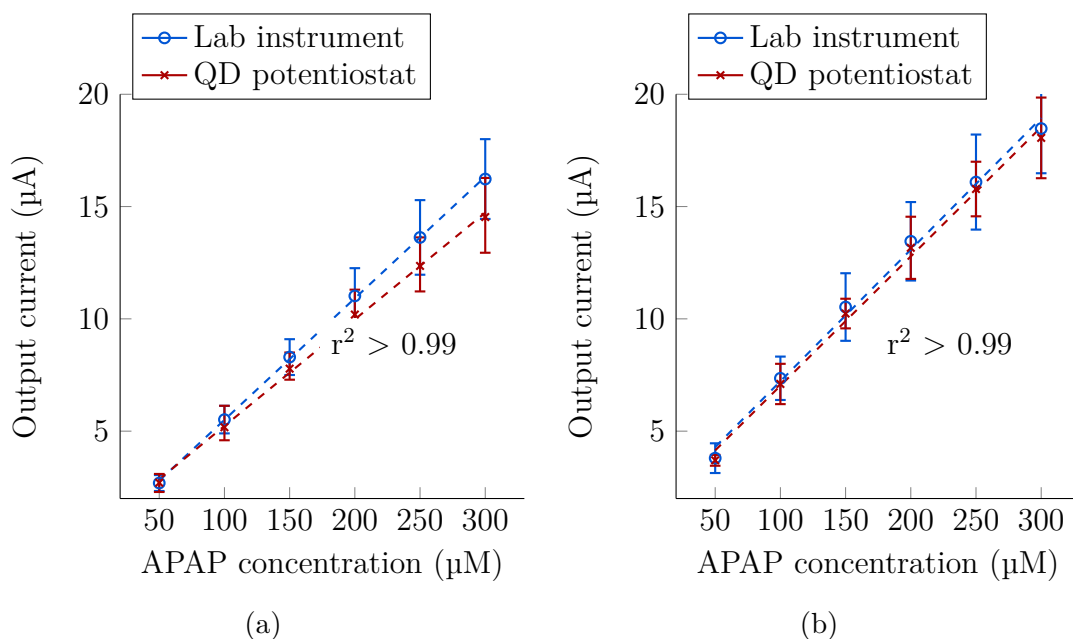 Lab instrument
QD potentiostat
20
15
10
5
Output current (µA)
r² > 0.99
50 100 150 200 250 300
APAP concentration (µM)
(a)
Lab instrument
QD potentiostat
20
15
10
5
Output current (µA)
r² > 0.99
50 100 150 200 250 300
APAP concentration (µM)
(b)